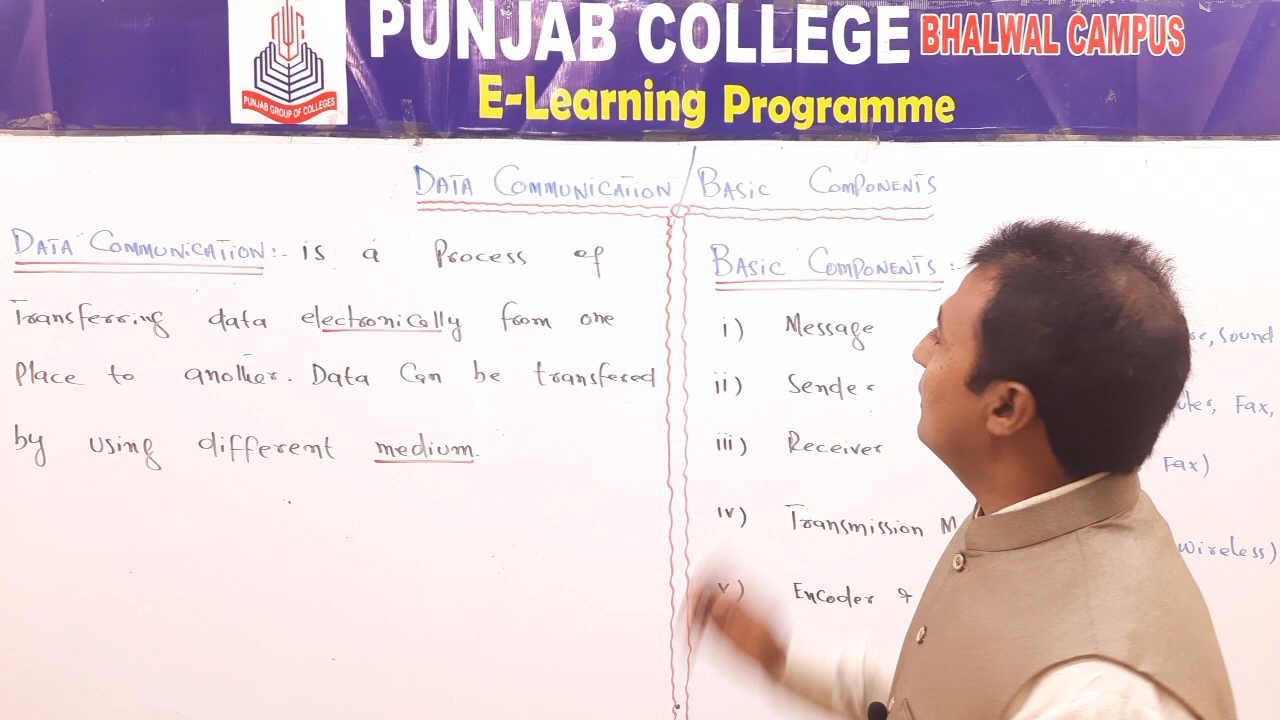 PUNJAB COLLEGE BHALWAL CAMPUS
PUNJAB GROUP OF COLLEGES
E-Learning Programme
DATA COMMUNICATION / BASIC COMPONENTS
DATA COMMUNICATION:- is a Process of
Transferring data electronically from one
Place to another. Data Can be transfered
by using different medium.
BASIC COMPONENTS:-
i) Message
, Sound
ii) Sender
Fax,
iii) Receiver
Fax)
iv) Transmission M
wireless)
v) Encoder &